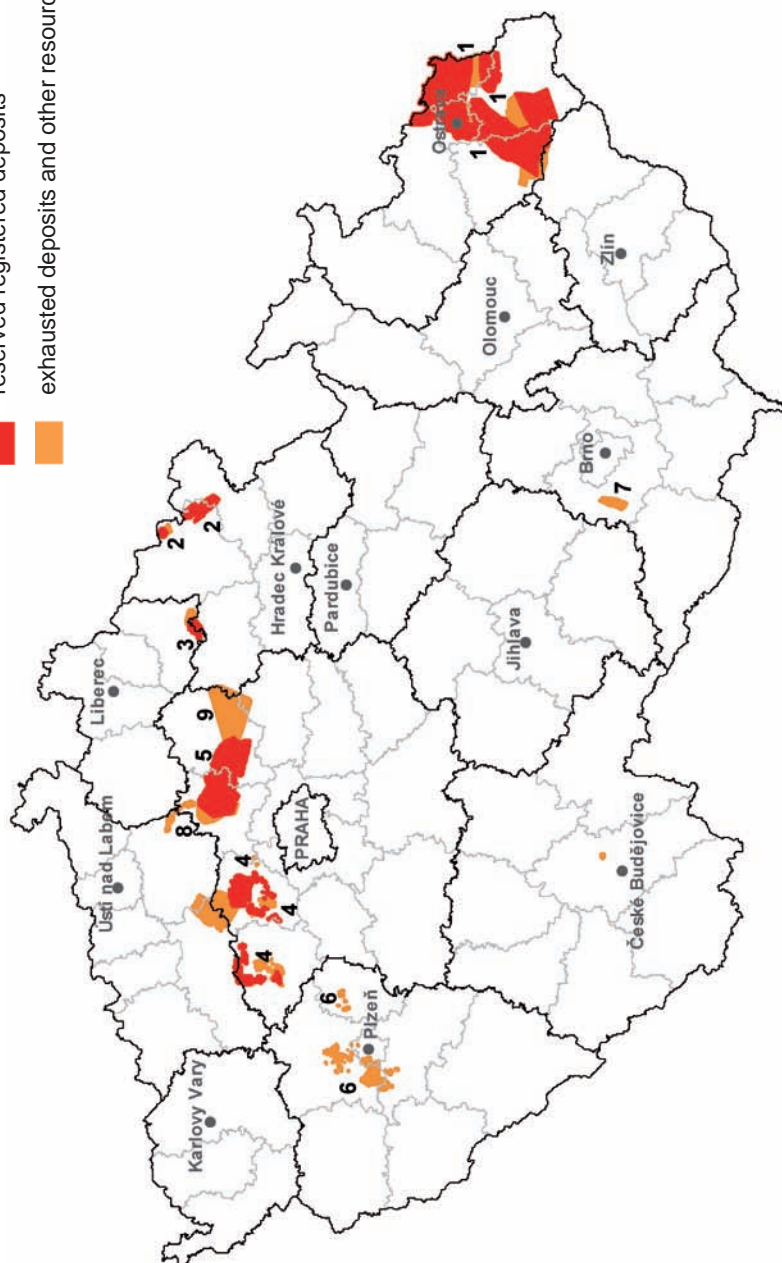 reserved registered deposits
exhausted deposits and other resourc
Karlovy Vary
Ústí nad Labem
Liberec
Hradec Králové
Pardubice
PRAHA
Plzeň
České Budějovice
Jihlava
Brno
Olomouc
Zlín
Ostrava
1
1
1
2
2
3
4
4
4
5
6
6
7
8
9